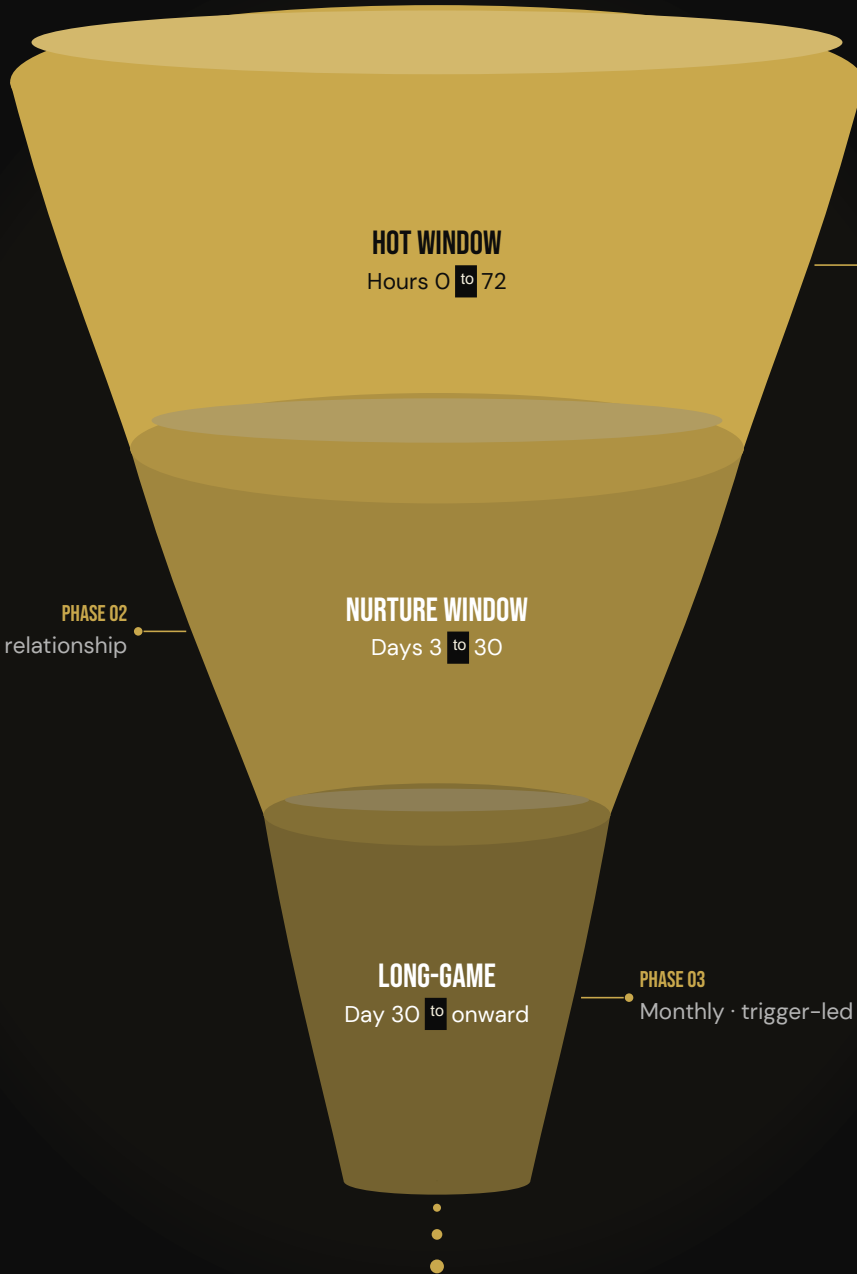 HOT WINDOW
Hours 0 to 72
PHASE 02
relationship
NURTURE WINDOW
Days 3 to 30
LONG-GAME
Day 30 to onward
PHASE 03
Monthly · trigger-led